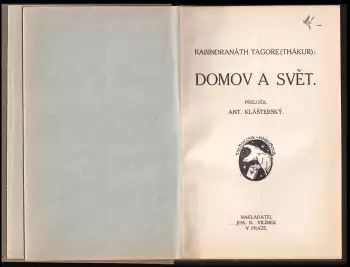 RABÍNDRANÁTH TAGORE (THÁKUR):
DOMOV A SVĚT.
PŘELOŽIL
ANT. KLÁŠTERSKÝ.
NAKLADATEL
JOS. R. VILÍMEK
V PRAZE.